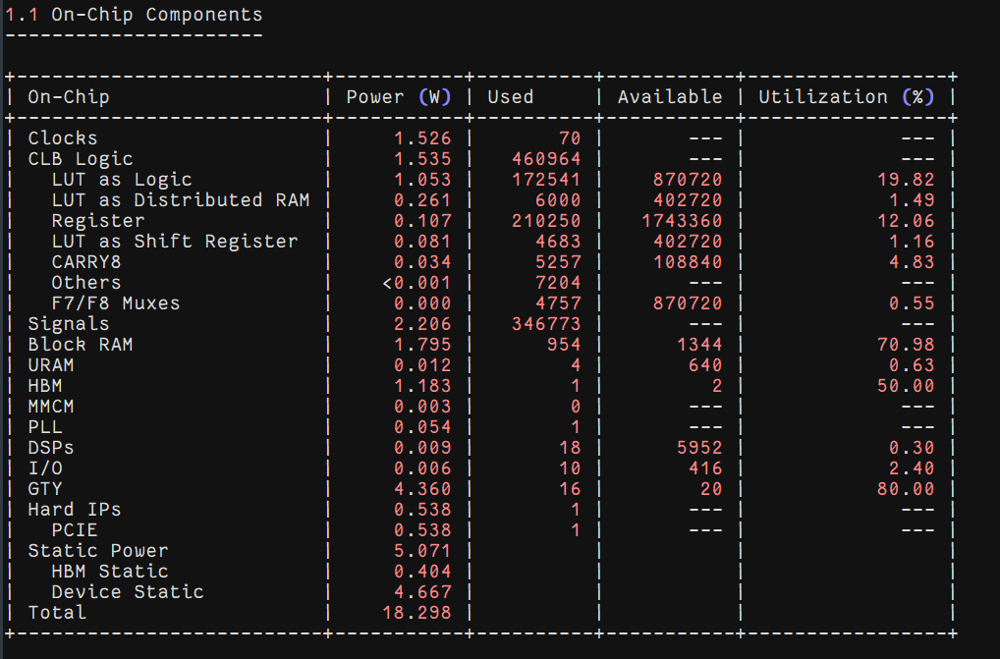 1.1 On-Chip Components
----------------------
+--------------------------+-----------+----------+-----------+-----------------+
| On-Chip                  | Power (W) | Used     | Available | Utilization (%) |
+--------------------------+-----------+----------+-----------+-----------------+
| Clocks                   |     1.526 |       70 |       --- |             --- |
| CLB Logic                |     1.535 |   460964 |       --- |             --- |
|   LUT as Logic           |     1.053 |   172541 |    870720 |           19.82 |
|   LUT as Distributed RAM |     0.261 |     6000 |    402720 |            1.49 |
|   Register               |     0.107 |   210250 |   1743360 |           12.06 |
|   LUT as Shift Register  |     0.081 |     4683 |    402720 |            1.16 |
|   CARRY8                 |     0.034 |     5257 |    108840 |            4.83 |
|   Others                 |    <0.001 |     7204 |       --- |             --- |
|   F7/F8 Muxes            |     0.000 |     4757 |    870720 |            0.55 |
| Signals                  |     2.206 |   346773 |       --- |             --- |
| Block RAM                |     1.795 |      954 |      1344 |           70.98 |
| URAM                     |     0.012 |        4 |       640 |            0.63 |
| HBM                      |     1.183 |        1 |         2 |           50.00 |
| MMCM                     |     0.003 |        0 |       --- |             --- |
| PLL                      |     0.054 |        1 |       --- |             --- |
| DSPs                     |     0.009 |       18 |      5952 |            0.30 |
| I/O                      |     0.006 |       10 |       416 |            2.40 |
| GTY                      |     4.360 |       16 |        20 |           80.00 |
| Hard IPs                 |     0.538 |        1 |       --- |             --- |
|   PCIE                   |     0.538 |        1 |       --- |             --- |
| Static Power             |     5.071 |          |           |                 |
|   HBM Static             |     0.404 |          |           |                 |
|   Device Static          |     4.667 |          |           |                 |
| Total                    |    18.298 |          |           |                 |
+--------------------------+-----------+----------+-----------+-----------------+